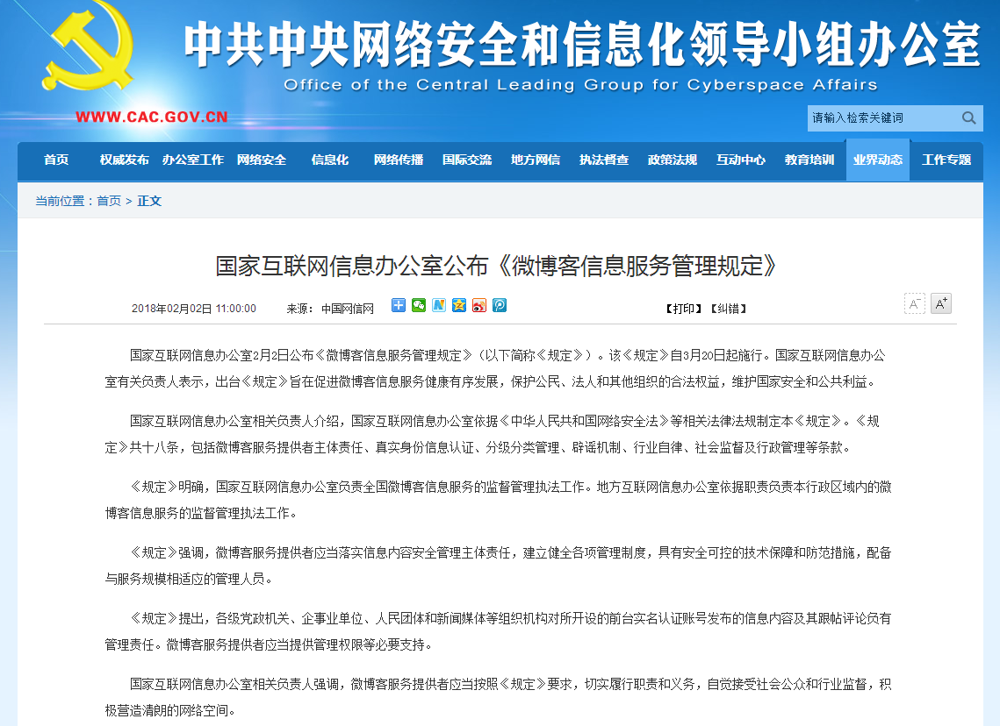 中共中央网络安全和信息化领导小组办公室
Office of the Central Leading Group for Cyberspace Affairs
WWW.CAC.GOV.CN
请输入检索关键词
首页 权威发布 办公室工作 网络安全 信息化 网络传播 国际交流 地方网信 执法督查 政策法规 互动中心 教育培训 业界动态 工作专题
当前位置：首页 > 正文
国家互联网信息办公室公布《微博客信息服务管理规定》
2018年02月02日 11:00:00 来源： 中国网信网 【打印】【纠错】 A- A+
国家互联网信息办公室2月2日公布《微博客信息服务管理规定》（以下简称《规定》）。该《规定》自3月20日起施行。国家互联网信息办公
室有关负责人表示，出台《规定》旨在促进微博客信息服务健康有序发展，保护公民、法人和其他组织的合法权益，维护国家安全和公共利益。
国家互联网信息办公室相关负责人介绍，国家互联网信息办公室依据《中华人民共和国网络安全法》等相关法律法规制定本《规定》。《规
定》共十八条，包括微博客服务提供者主体责任、真实身份信息认证、分级分类管理、辟谣机制、行业自律、社会监督及行政管理等条款。
《规定》明确，国家互联网信息办公室负责全国微博客信息服务的监督管理执法工作。地方互联网信息办公室依据职责负责本行政区域内的微
博客信息服务的监督管理执法工作。
《规定》强调，微博客服务提供者应当落实信息内容安全管理主体责任，建立健全各项管理制度，具有安全可控的技术保障和防范措施，配备
与服务规模相适应的管理人员。
《规定》提出，各级党政机关、企事业单位、人民团体和新闻媒体等组织机构对所开设的前台实名认证账号发布的信息内容及其跟帖评论负有
管理责任。微博客服务提供者应当提供管理权限等必要支持。
国家互联网信息办公室相关负责人强调，微博客服务提供者应当按照《规定》要求，切实履行职责和义务，自觉接受社会公众和行业监督，积
极营造清朗的网络空间。